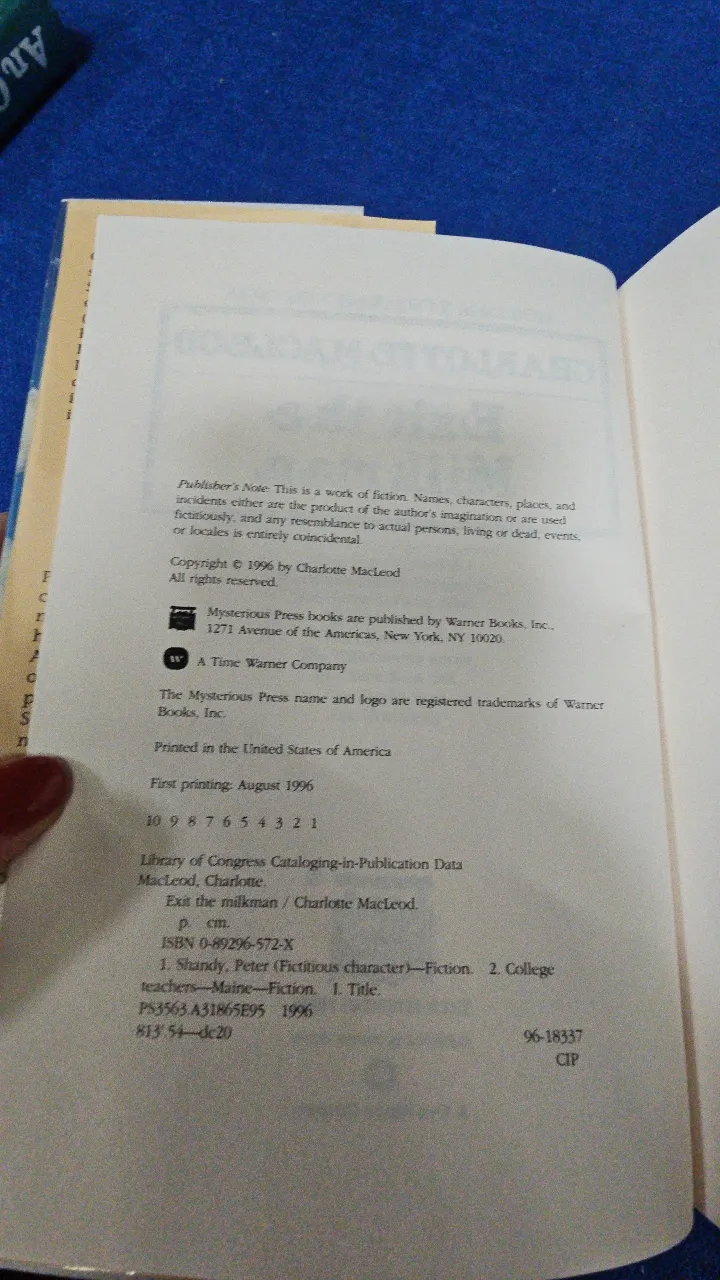 An
Publisher's Note: This is a work of fiction. Names, characters, places, and
incidents either are the product of the author's imagination or are used
fictitiously, and any resemblance to actual persons, living or dead, events,
or locales is entirely coincidental.
Copyright © 1996 by Charlotte MacLeod
All rights reserved.
Mysterious Press books are published by Warner Books, Inc.,
1271 Avenue of the Americas, New York, NY 10020.
W A Time Warner Company
The Mysterious Press name and logo are registered trademarks of Warner
Books, Inc.
Printed in the United States of America
First printing: August 1996
10 9 8 7 6 5 4 3 2 1
Library of Congress Cataloging-in-Publication Data
MacLeod, Charlotte.
Exit the milkman / Charlotte MacLeod.
p. cm.
ISBN 0-89296-572-X
1. Shandy, Peter (Fictitious character)—Fiction. 2. College
teachers—Maine—Fiction. I. Title.
PS3563.A31865E95 1996
813'.54—dc20 96-18337
CIP